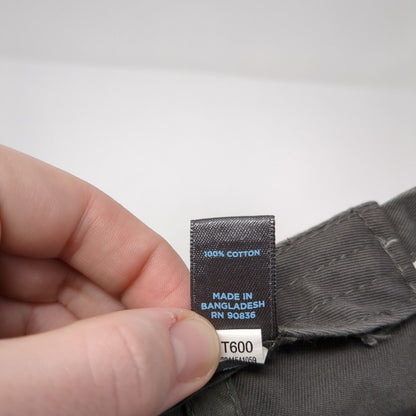 100% COTTON
MADE IN
BANGLADESH
RN 90836
T600